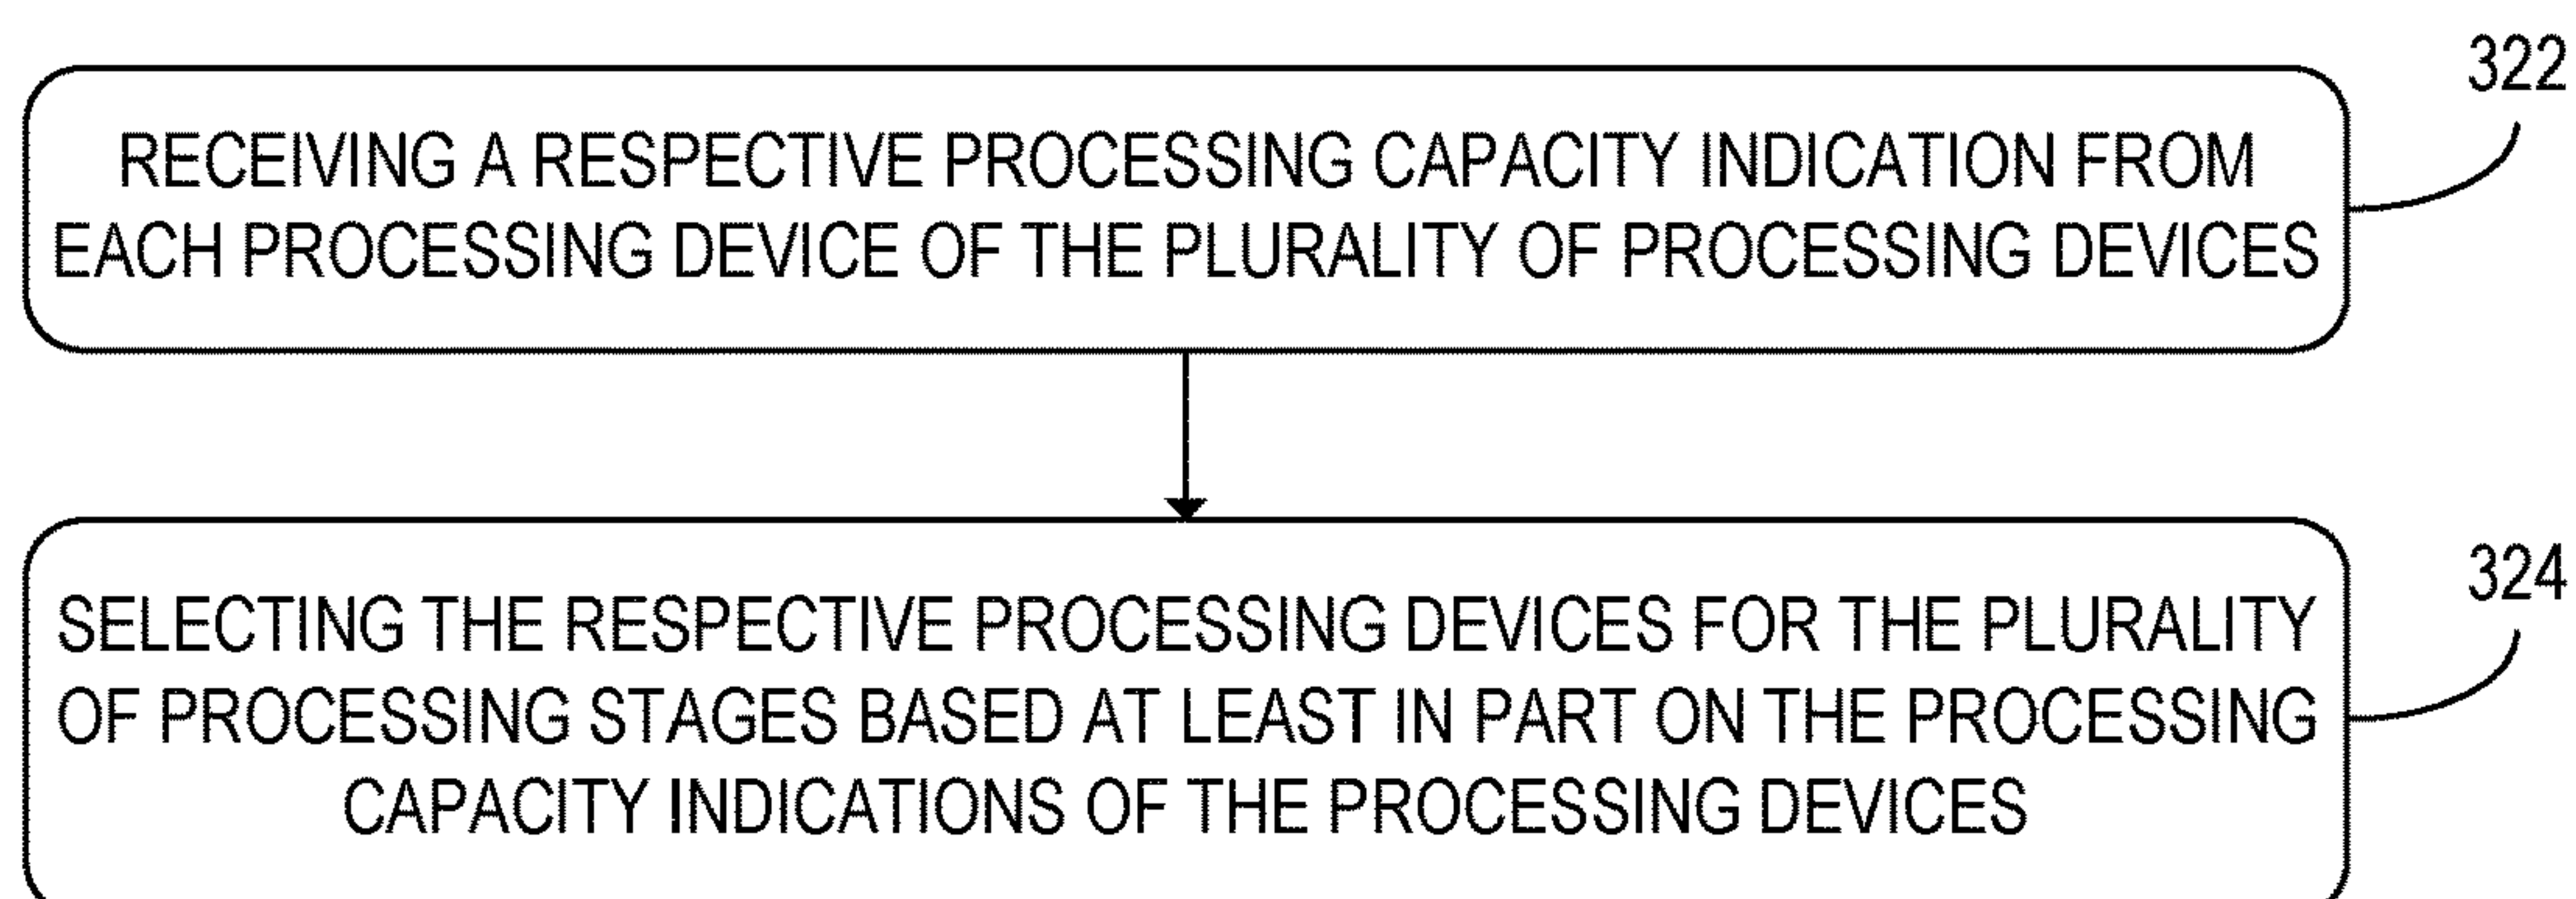 322
RECEIVING A RESPECTIVE PROCESSING CAPACITY INDICATION FROM
EACH PROCESSING DEVICE OF THE PLURALITY OF PROCESSING DEVICES
324
SELECTING THE RESPECTIVE PROCESSING DEVICES FOR THE PLURALITY
OF PROCESSING STAGES BASED AT LEAST IN PART ON THE PROCESSING
CAPACITY INDICATIONS OF THE PROCESSING DEVICES